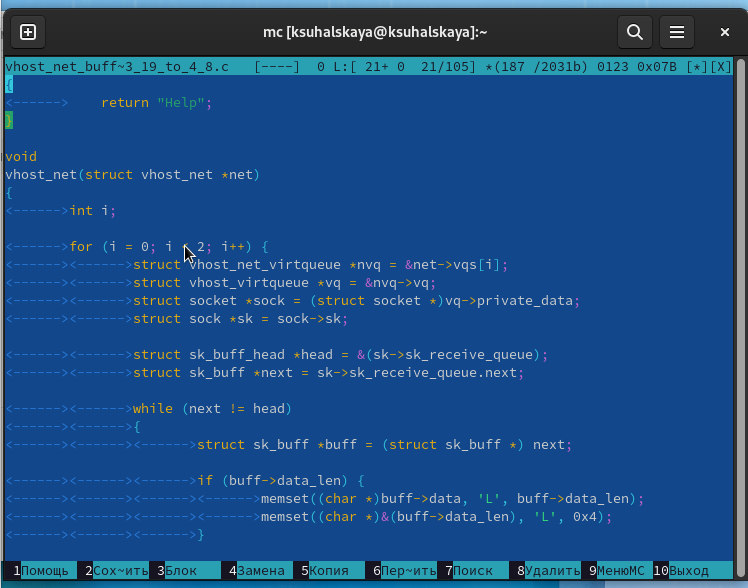 mc [ksuhalskaya@ksuhalskaya]:~
vhost_net_buff~3_19_to_4_8.c [----] 0 L:[ 21+ 0 21/105] *(187 /2031b) 0123 0x07B [*][X]
{
<------> return "Help";
}
void
vhost_net(struct vhost_net *net)
{
<------>int i;
<------>for (i = 0; i < 2; i++) {
<------><------>struct vhost_net_virtqueue *nvq = &net->vqs[i];
<------><------>struct vhost_virtqueue *vq = &nvq->vq;
<------><------>struct socket *sock = (struct socket *)vq->private_data;
<------><------>struct sock *sk = sock->sk;
<------><------>struct sk_buff_head *head = &(sk->sk_receive_queue);
<------><------>struct sk_buff *next = sk->sk_receive_queue.next;
<------><------>while (next != head)
<------><------>{
<------><------><------>struct sk_buff *buff = (struct sk_buff *) next;
<------><------><------>if (buff->data_len) {
<------><------><------><------>memset((char *)buff->data, 'L', buff->data_len);
<------><------><------><------>memset((char *)&(buff->data_len), 'L', 0x4);
<------><------><------>}
1Помощь 2Сох~ить 3Блок 4Замена 5Копия 6Пер~ить 7Поиск 8Удалить 9МенюMC 10Выход